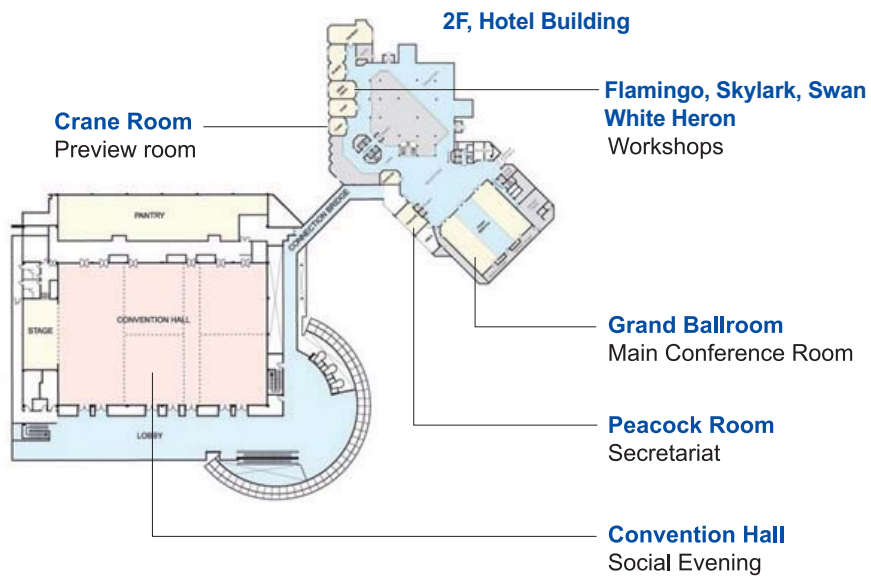 2F, Hotel Building
Flamingo, Skylark, Swan
White Heron
Workshops
Crane Room
Preview room
PANTRY
CONNECTION BRIDGE
STAGE
CONVENTION HALL
LOBBY
Grand Ballroom
Main Conference Room
Peacock Room
Secretariat
Convention Hall
Social Evening